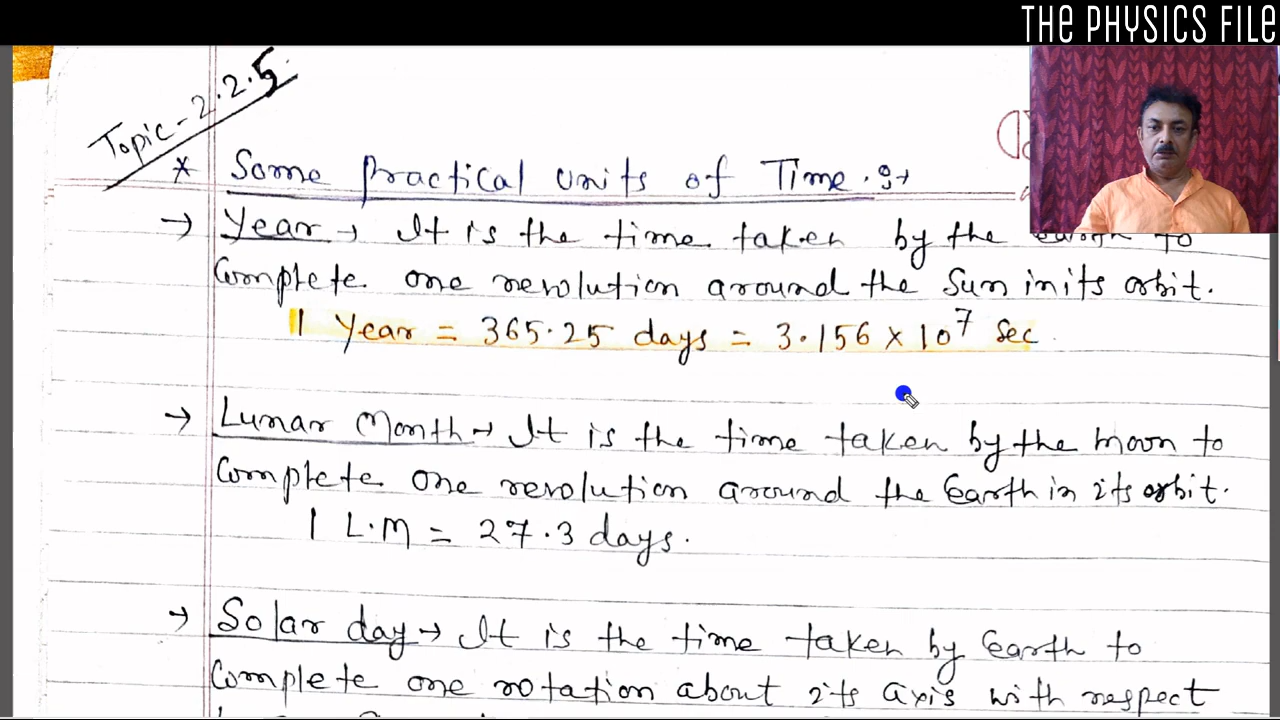 THE PHYSICS FILE
Topic-2.2.5.
* Some Practical units of Time :→
→ Year → It is the time taken by the Earth to
Complete one revolution around the Sun in its orbit.
1 Year = 365.25 days = 3.156 × 10⁷ Sec
→ Lunar Month → It is the time taken by the moon to
Complete one revolution around the Earth in its orbit.
1 L.M = 27.3 days.
→ Solar day → It is the time taken by Earth to
Complete one rotation about its axis with respect